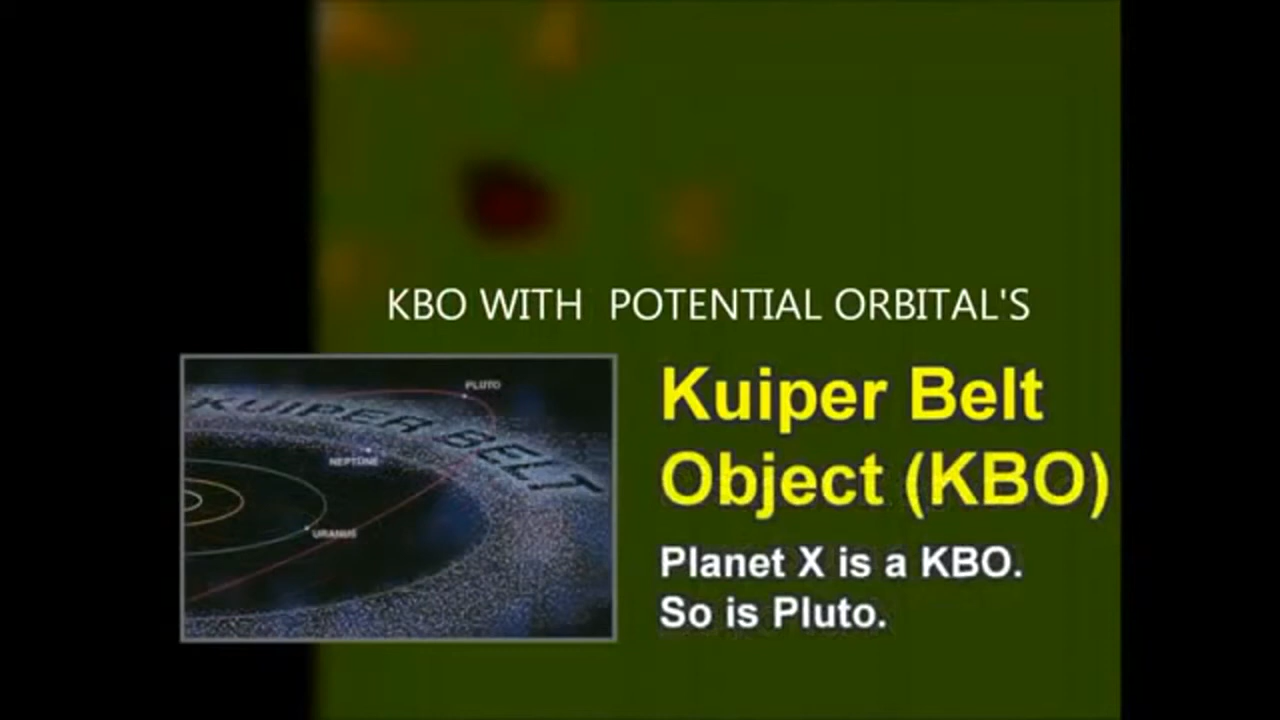 KBO WITH  POTENTIAL ORBITAL'S
Kuiper Belt
Object (KBO)
Planet X is a KBO.
So is Pluto.
PLUTO
KUIPER BELT
NEPTUNE
URANUS